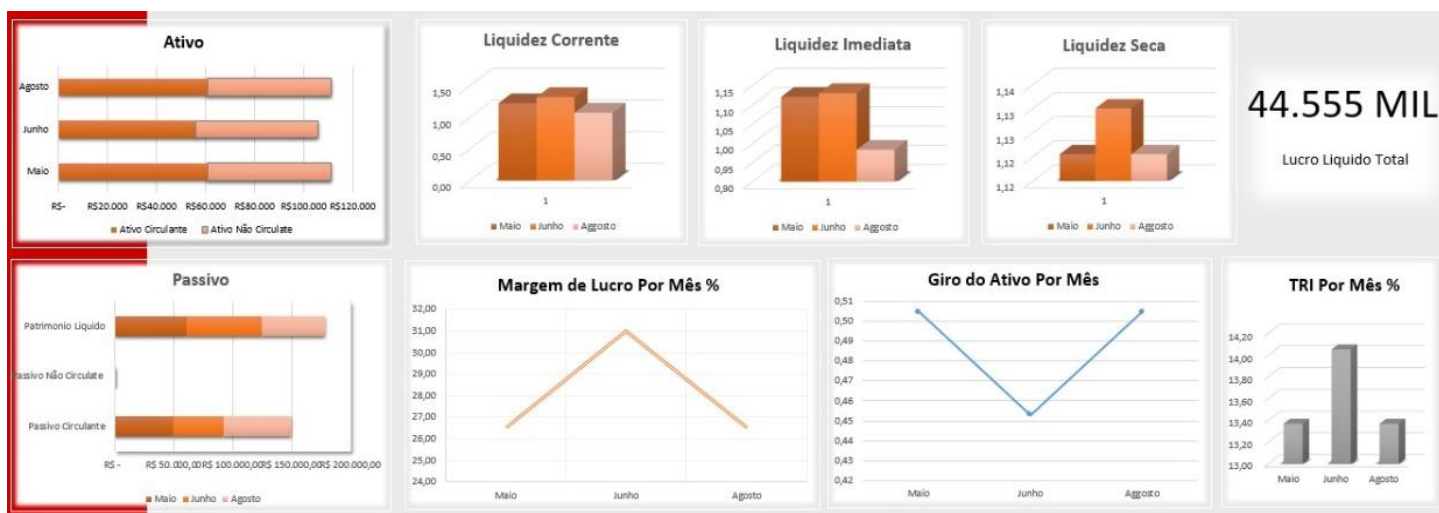 Ativo
Agosto
Junho
Maio
R$- R$20.000 R$40.000 R$60.000 R$80.000 R$100.000 R$120.000
Ativo Circulante Ativo Não Circulate
Liquidez Corrente
1,50
1,00
0,50
0,00
1
Maio Junho Aggosto
Liquidez Imediata
1,15
1,10
1,05
1,00
0,95
0,90
1
Maio Junho Aggosto
Liquidez Seca
1,14
1,13
1,13
1,12
1,12
1
Maio Junho Aggosto
44.555 MIL
Lucro Liquido Total
Passivo
Patrimonio Liquido
Passivo Não Circulate
Passivo Circulante
R$ - R$ 50.000,00 R$ 100.000,00 R$ 150.000,00 R$ 200.000,00
Maio Junho Agosto
Margem de Lucro Por Mês %
32,00
31,00
30,00
29,00
28,00
27,00
26,00
25,00
24,00
Maio Junho Agosto
Giro do Ativo Por Mês
0,51
0,50
0,49
0,48
0,47
0,46
0,45
0,44
0,43
0,42
Maio Junho Aggosto
TRI Por Mês %
14,20
14,00
13,80
13,60
13,40
13,20
13,00
Maio Junho Agosto